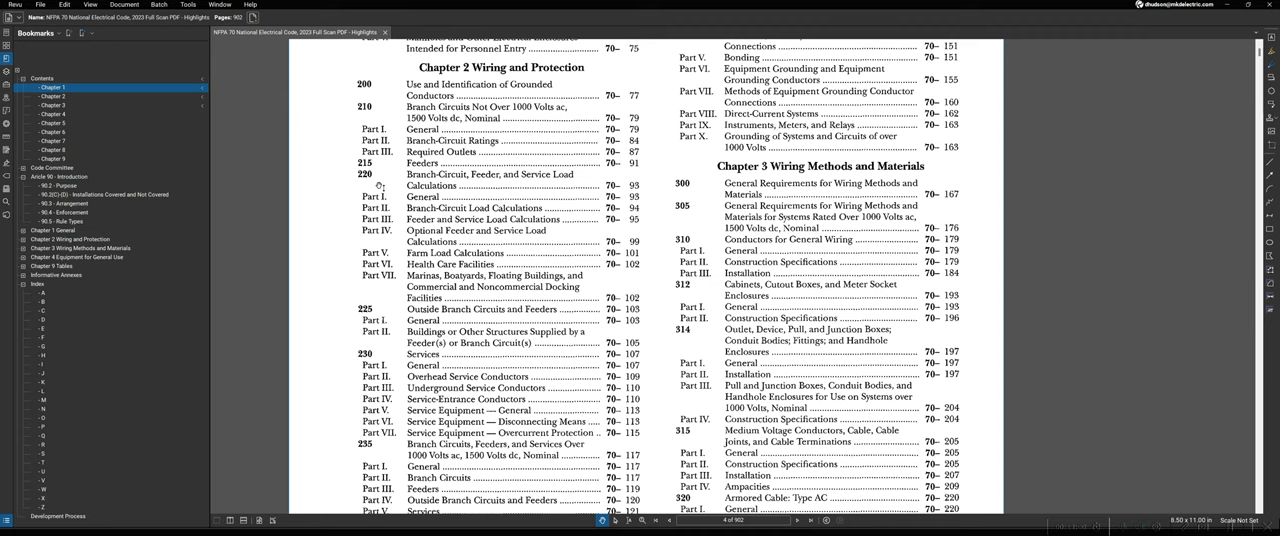 Revu File Edit View Document Batch Tools Window Help
dhudson@mkdelectric.com
Name: NFPA 70 National Electrical Code, 2023 Full Scan PDF - Highlights Pages: 902
Bookmarks
NFPA 70 National Electrical Code, 2023 Full Scan PDF - Highlights
Contents
- Chapter 1
- Chapter 2
- Chapter 3
- Chapter 4
- Chapter 5
- Chapter 6
- Chapter 7
- Chapter 8
- Chapter 9
Code Committee
Aricle 90 - Introduction
- 90.2 - Purpose
- 90.2(C)-(D) - Installations Covered and Not Covered
- 90.3 - Arrangement
- 90.4 - Enforcement
- 90.5 - Rule Types
Chapter 1 General
Chapter 2 Wiring and Protection
Chapter 3 Wiring Methods and Materials
Chapter 4 Equipment for General Use
Chapter 9 Tables
Informative Annexes
Index
- A
- B
- C
- D
- E
- F
- G
- H
- I
- J
- K
- L
- M
- N
- O
- P
- Q
- R
- S
- T
- U
- V
- W
- X
- Z
Development Process
Intended for Personnel Entry 70– 75
Chapter 2 Wiring and Protection
200 Use and Identification of Grounded
Conductors 70– 77
210 Branch Circuits Not Over 1000 Volts ac,
1500 Volts dc, Nominal 70– 79
Part I. General 70– 79
Part II. Branch-Circuit Ratings 70– 84
Part III. Required Outlets 70– 87
215 Feeders 70– 91
220 Branch-Circuit, Feeder, and Service Load
Calculations 70– 93
Part I. General 70– 93
Part II. Branch-Circuit Load Calculations 70– 94
Part III. Feeder and Service Load Calculations 70– 95
Part IV. Optional Feeder and Service Load
Calculations 70– 99
Part V. Farm Load Calculations 70– 101
Part VI. Health Care Facilities 70– 102
Part VII. Marinas, Boatyards, Floating Buildings, and
Commercial and Noncommercial Docking
Facilities 70– 102
225 Outside Branch Circuits and Feeders 70– 103
Part I. General 70– 103
Part II. Buildings or Other Structures Supplied by a
Feeder(s) or Branch Circuit(s) 70– 105
230 Services 70– 107
Part I. General 70– 107
Part II. Overhead Service Conductors 70– 109
Part III. Underground Service Conductors 70– 110
Part IV. Service-Entrance Conductors 70– 110
Part V. Service Equipment — General 70– 113
Part VI. Service Equipment — Disconnecting Means 70– 113
Part VII. Service Equipment — Overcurrent Protection 70– 115
235 Branch Circuits, Feeders, and Services Over
1000 Volts ac, 1500 Volts dc, Nominal 70– 117
Part I. General 70– 117
Part II. Branch Circuits 70– 117
Part III. Feeders 70– 119
Part IV. Outside Branch Circuits and Feeders 70– 120
Part V. Services 70– 121
Connections 70– 151
Part V. Bonding 70– 151
Part VI. Equipment Grounding and Equipment
Grounding Conductors 70– 155
Part VII. Methods of Equipment Grounding Conductor
Connections 70– 160
Part VIII. Direct-Current Systems 70– 162
Part IX. Instruments, Meters, and Relays 70– 163
Part X. Grounding of Systems and Circuits of over
1000 Volts 70– 163
Chapter 3 Wiring Methods and Materials
300 General Requirements for Wiring Methods and
Materials 70– 167
305 General Requirements for Wiring Methods and
Materials for Systems Rated Over 1000 Volts ac,
1500 Volts dc, Nominal 70– 176
310 Conductors for General Wiring 70– 179
Part I. General 70– 179
Part II. Construction Specifications 70– 179
Part III. Installation 70– 184
312 Cabinets, Cutout Boxes, and Meter Socket
Enclosures 70– 193
Part I. General 70– 193
Part II. Construction Specifications 70– 196
314 Outlet, Device, Pull, and Junction Boxes;
Conduit Bodies; Fittings; and Handhole
Enclosures 70– 197
Part I. General 70– 197
Part II. Installation 70– 197
Part III. Pull and Junction Boxes, Conduit Bodies, and
Handhole Enclosures for Use on Systems over
1000 Volts, Nominal 70– 204
Part IV. Construction Specifications 70– 204
315 Medium Voltage Conductors, Cable, Cable
Joints, and Cable Terminations 70– 205
Part I. General 70– 205
Part II. Construction Specifications 70– 205
Part III. Installation 70– 207
Part IV. Ampacities 70– 209
320 Armored Cable: Type AC 70– 220
Part I. General 70– 220
4 of 902
8.50 x 11.00 in Scale Not Set